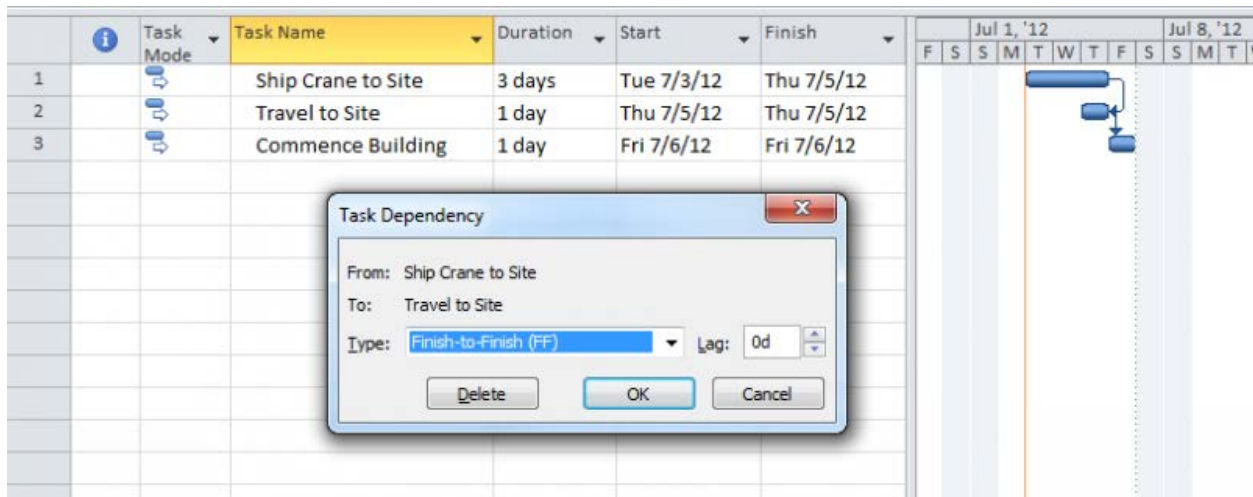 Task Mode Task Name Duration Start Finish Jul 1, '12 Jul 8, '12
F S S M T W T F S S M T
1 Ship Crane to Site 3 days Tue 7/3/12 Thu 7/5/12
2 Travel to Site 1 day Thu 7/5/12 Thu 7/5/12
3 Commence Building 1 day Fri 7/6/12 Fri 7/6/12
Task Dependency
From: Ship Crane to Site
To: Travel to Site
Type: Finish-to-Finish (FF) Lag: 0d
Delete OK Cancel